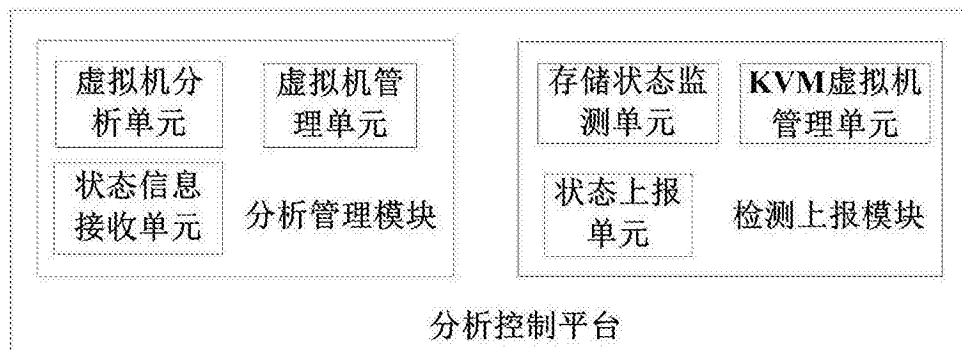 虚拟机分
析单元
虚拟机管
理单元
状态信息
接收单元
分析管理模块
存储状态监
测单元
KVM虚拟机
管理单元
状态上报
单元
检测上报模块
分析控制平台